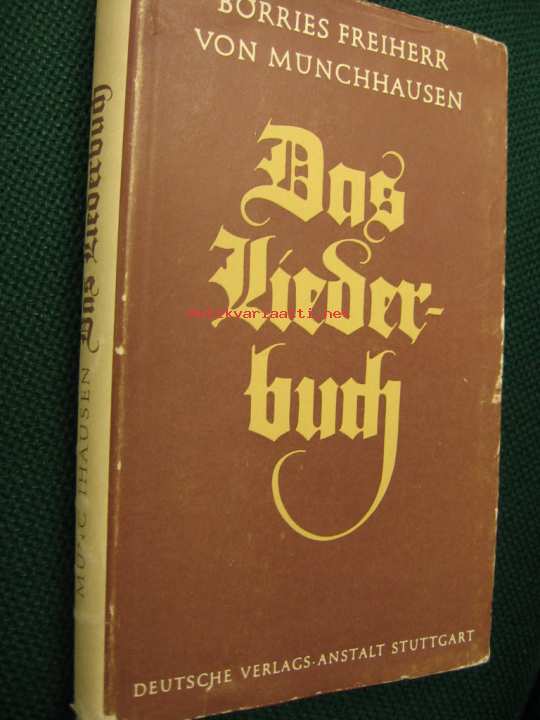 BÖRRIES FREIHERR
VON MÜNCHHAUSEN
Das
Lieder-
buch
DEUTSCHE VERLAGS-ANSTALT STUTTGART
Das Liederbuch
antikvariaatti.net